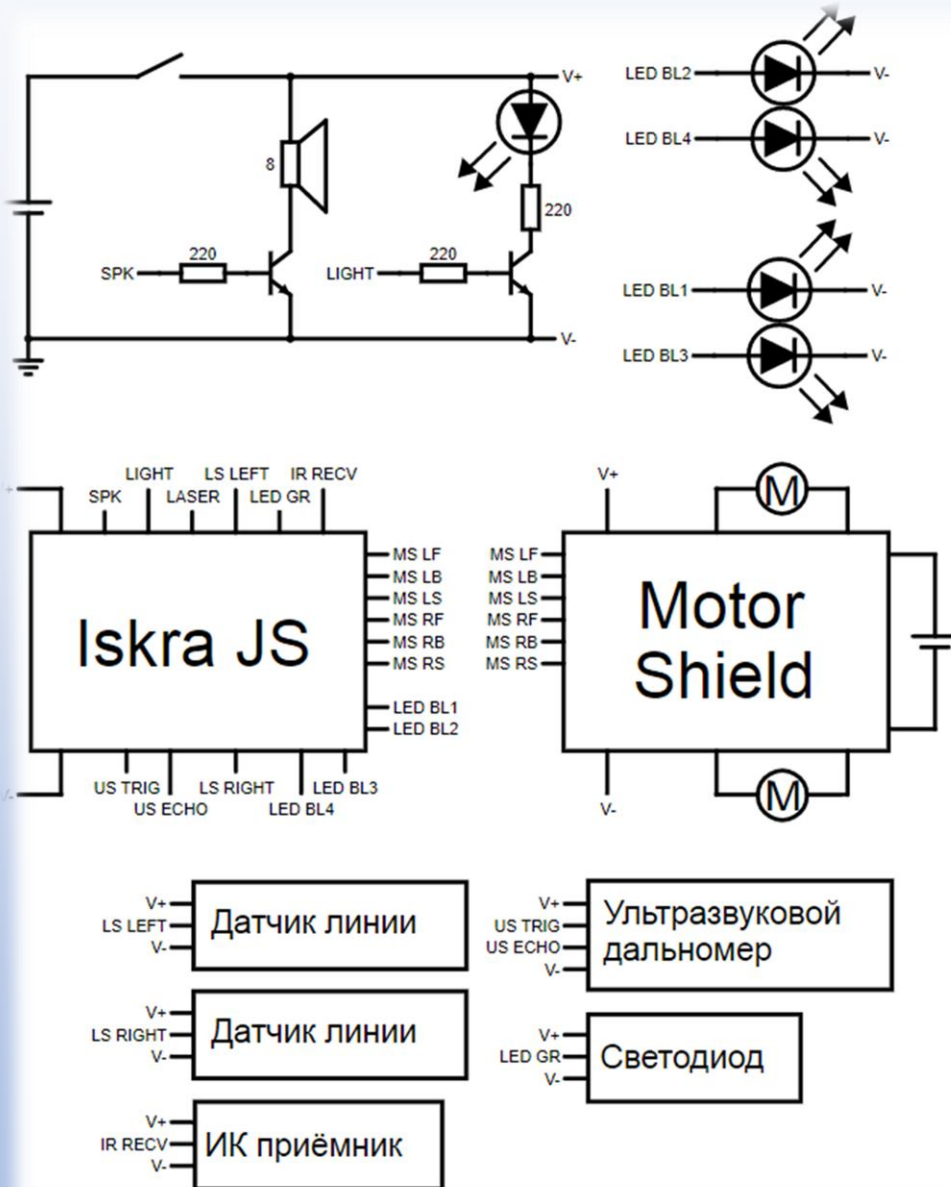 V+
8
220
SPK
220
LIGHT
220
V-
LED BL2
V-
LED BL4
V-
LED BL1
V-
LED BL3
V-
LIGHT
LS LEFT
IR RECV
SPK
LASER
LED GR
Iskra JS
MS LF
MS LB
MS LS
MS RF
MS RB
MS RS
LED BL1
LED BL2
US TRIG
LS RIGHT
LED BL3
US ECHO
LED BL4
V+
M
MS LF
MS LB
MS LS
MS RF
MS RB
MS RS
Motor
Shield
V-
M
V+
LS LEFT
V-
Датчик линии
V+
LS RIGHT
V-
Датчик линии
V+
IR RECV
V-
ИК приёмник
V+
US TRIG
US ECHO
V-
Ультразвуковой
дальномер
V+
LED GR
V-
Светодиод